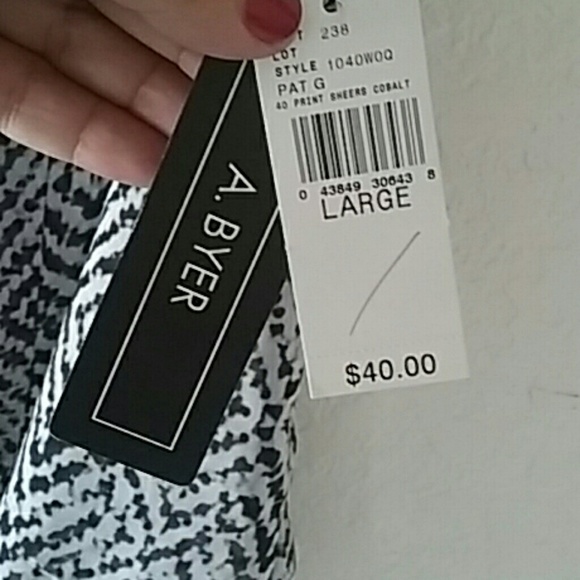 T 238
LOT
STYLE 1040W0Q
PAT G
40 PRINT SHEERS COBALT
0 43849 30643 8
LARGE
$40.00
A. BYER